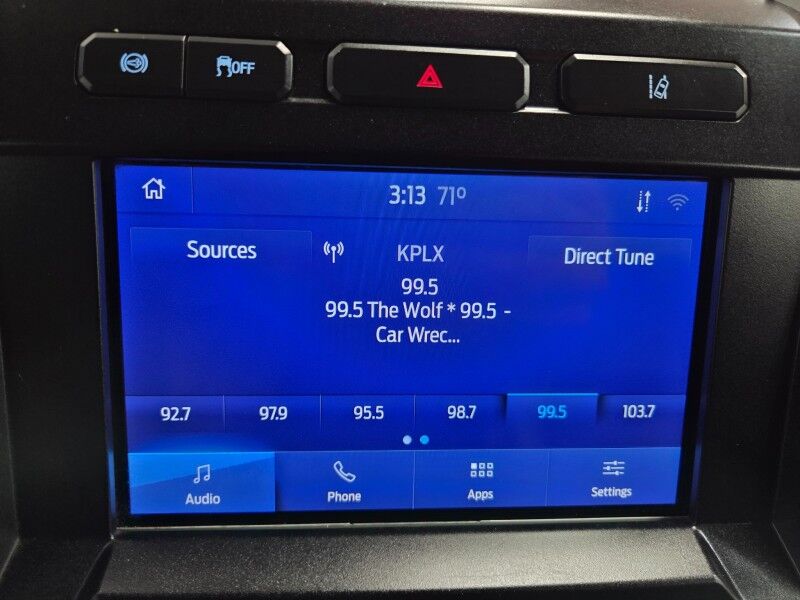 OFF
3:13 71°
Sources
KPLX
Direct Tune
99.5
99.5 The Wolf * 99.5 -
Car Wrec...
92.7 97.9 95.5 98.7 99.5 103.7
Audio Phone Apps Settings